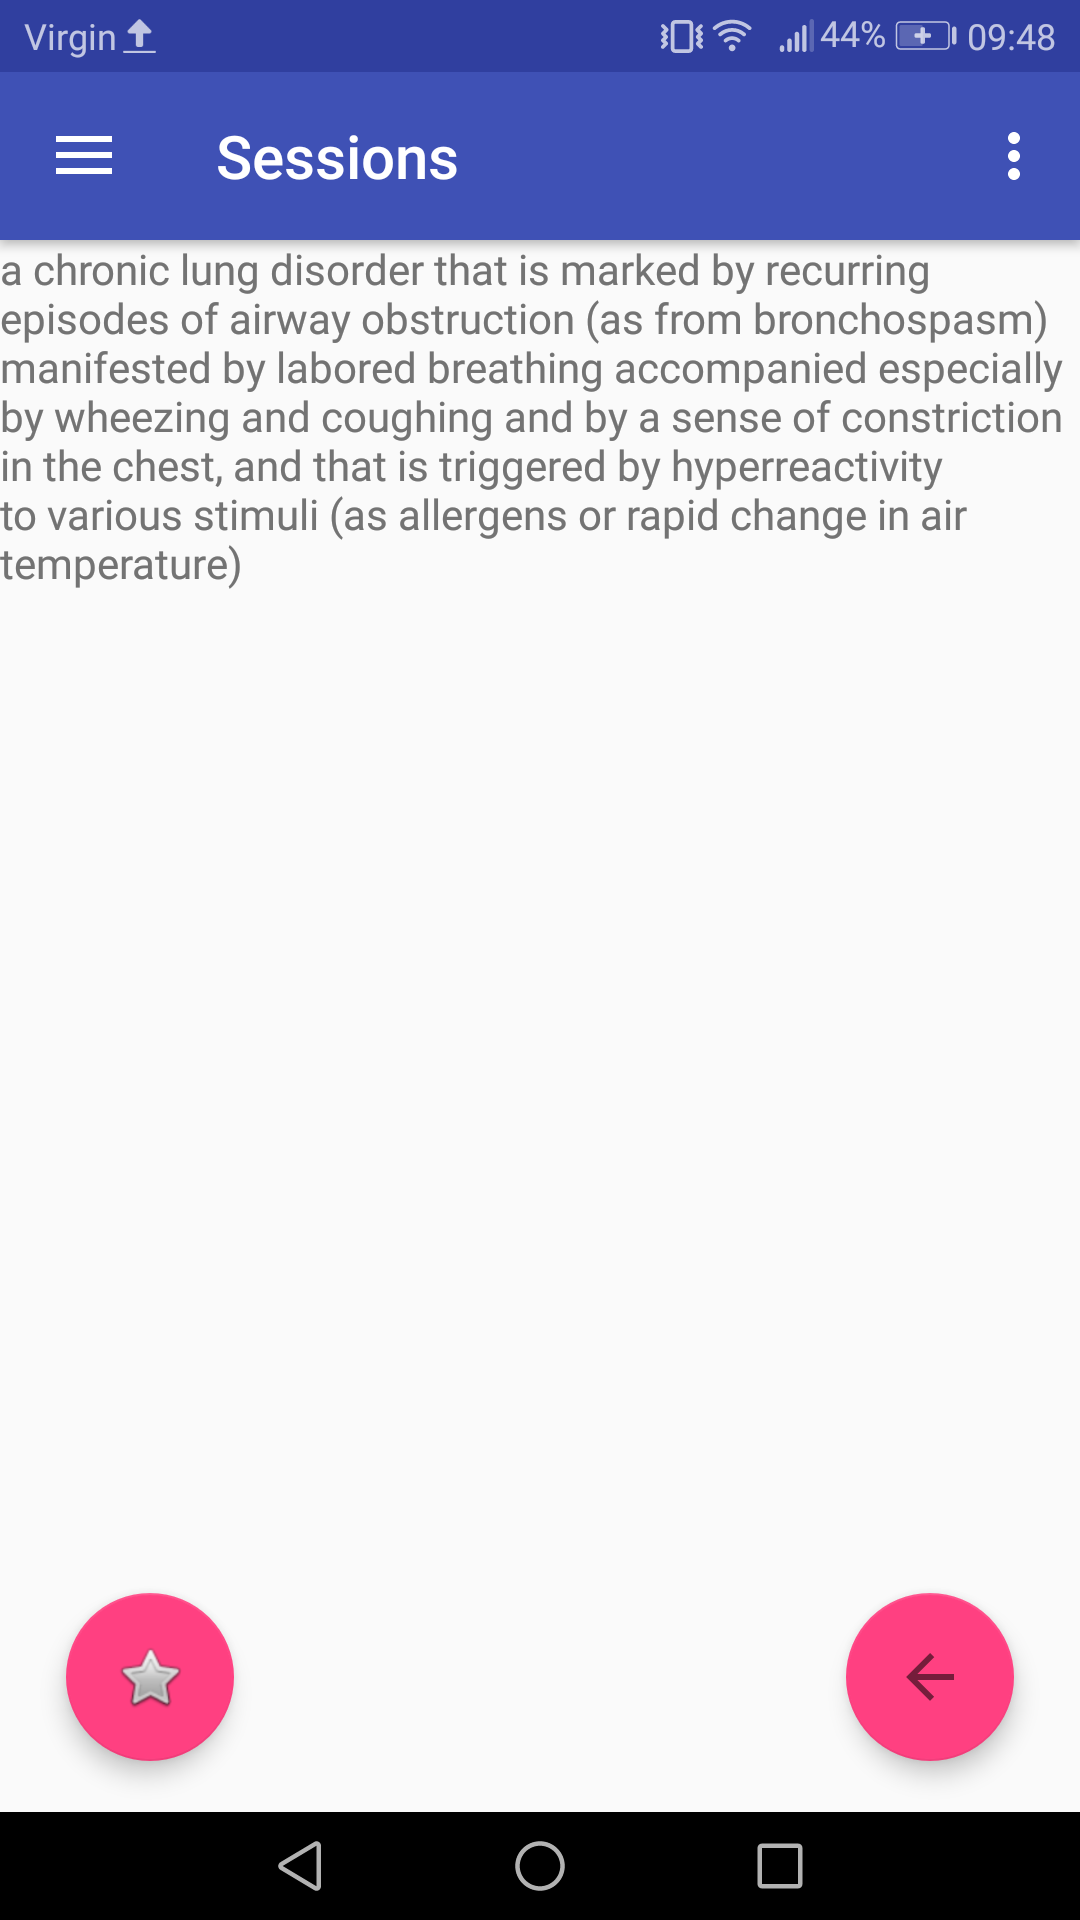 Virgin 44% 09:48
Sessions
a chronic lung disorder that is marked by recurring
episodes of airway obstruction (as from bronchospasm)
manifested by labored breathing accompanied especially
by wheezing and coughing and by a sense of constriction
in the chest, and that is triggered by hyperreactivity
to various stimuli (as allergens or rapid change in air
temperature)